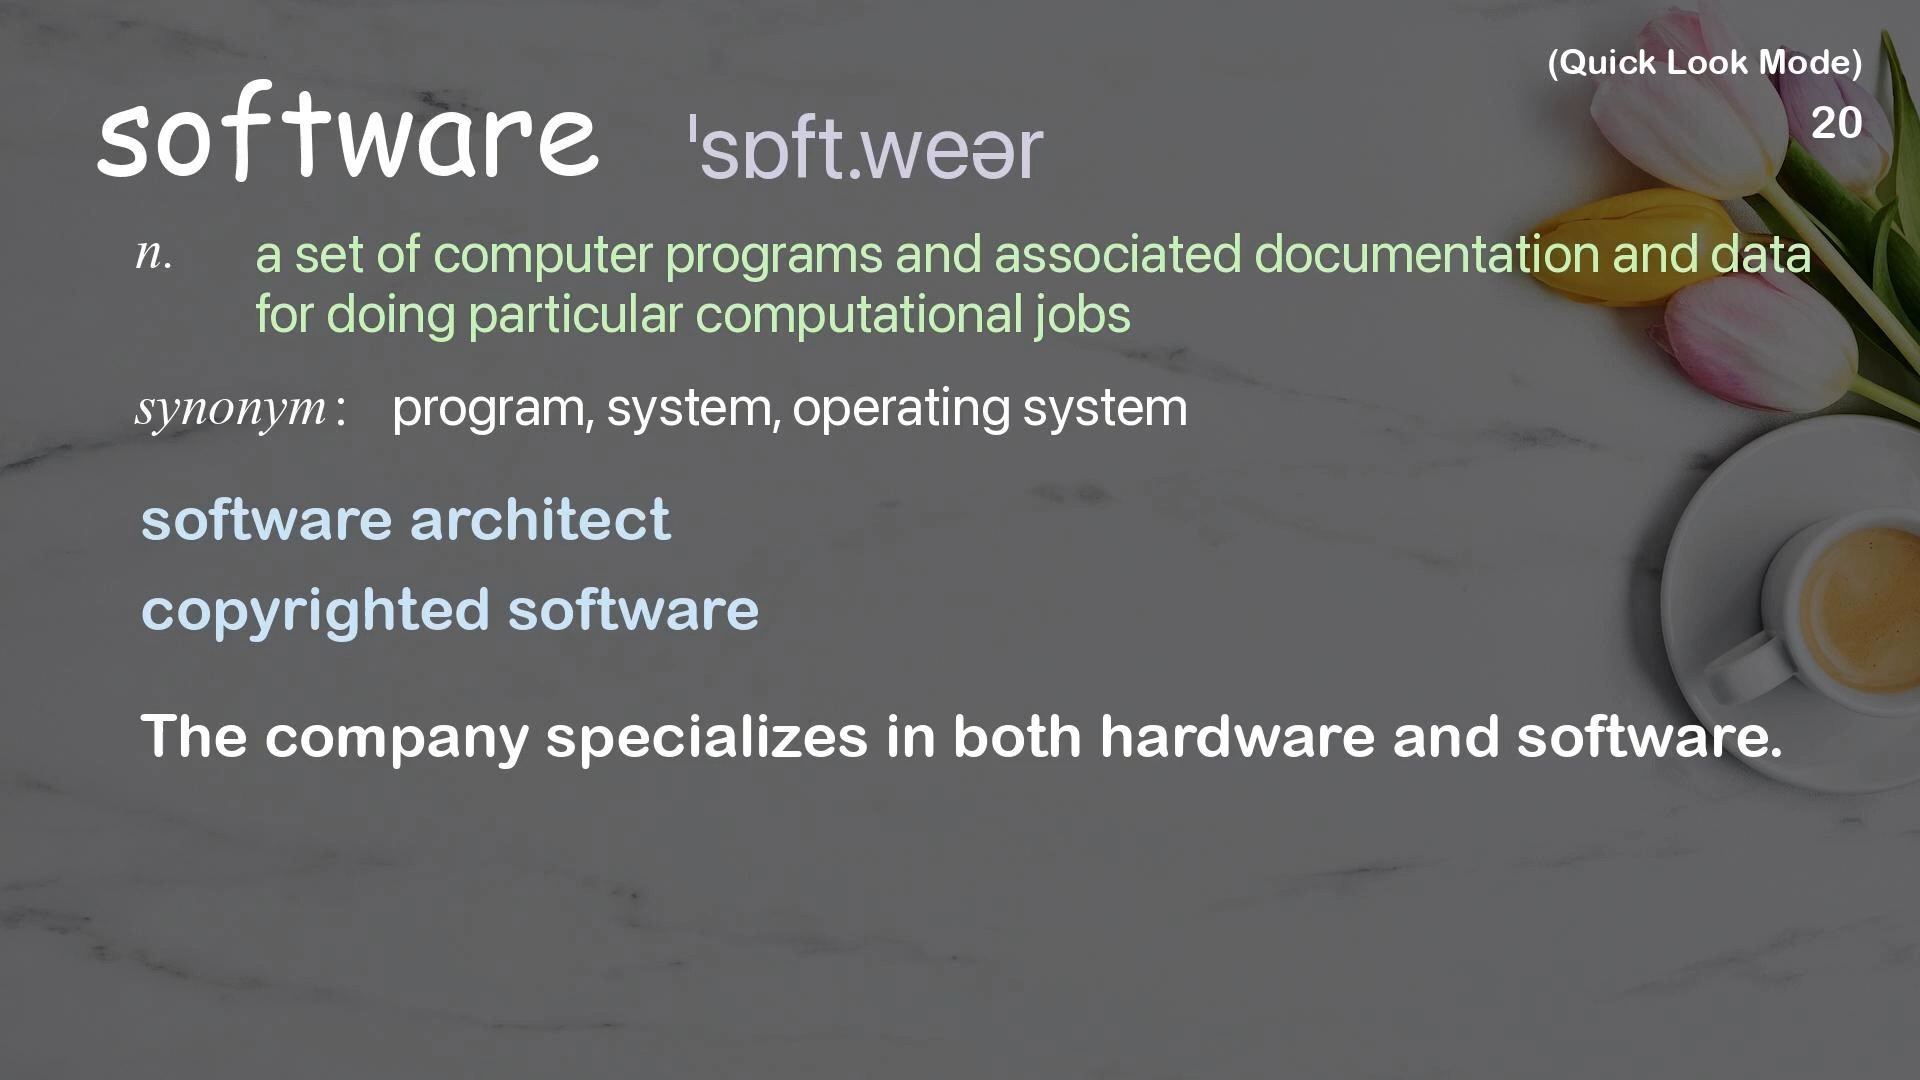 (Quick Look Mode)
20
software ˈsɒft.weər
n. a set of computer programs and associated documentation and data
for doing particular computational jobs
synonym : program, system, operating system
software architect
copyrighted software
The company specializes in both hardware and software.